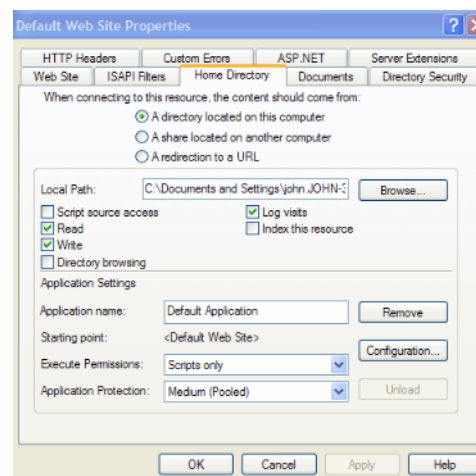 Default Web Site Properties
HTTP Headers Custom Errors ASP.NET Server Extensions
Web Site ISAPI Filters Home Directory Documents Directory Security
When connecting to this resource, the content should come from:
A directory located on this computer
A share located on another computer
A redirection to a URL
Local Path: C:\Documents and Settings\john.JOHN-3 Browse...
Script source access Log visits
Read Index this resource
Write
Directory browsing
Application Settings
Application name: Default Application Remove
Starting point: <Default Web Site>
Configuration...
Execute Permissions: Scripts only
Application Protection: Medium (Pooled) Unload
OK Cancel Apply Help